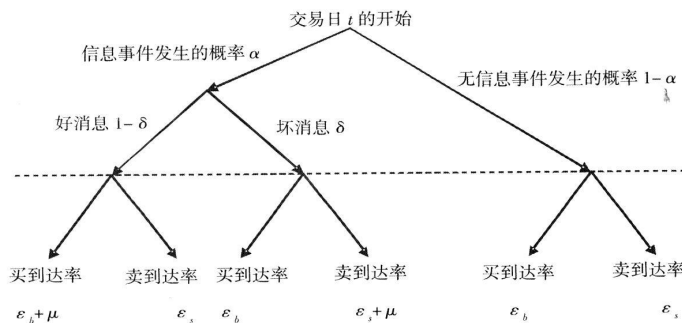 交易日 t 的开始
信息事件发生的概率 α
无信息事件发生的概率 1-α
好消息 1-δ
坏消息 δ
买到达率 卖到达率 买到达率 卖到达率 买到达率 卖到达率
ε_b+μ ε_s ε_b ε_s+μ ε_b ε_s